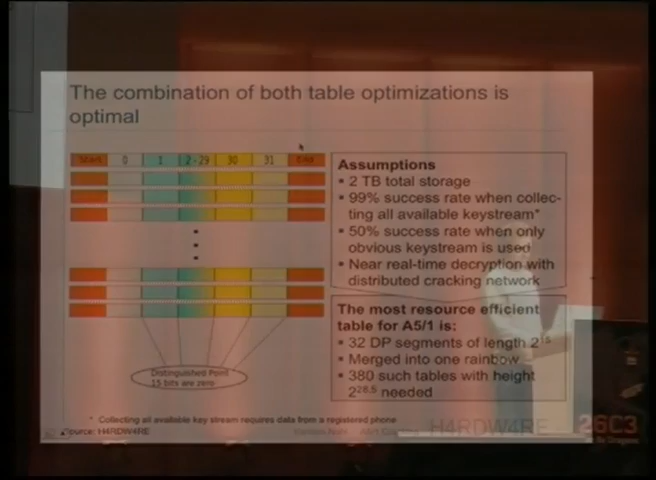 The combination of both table optimizations is
optimal
Start 0 1 2 - 29 30 31 End
Assumptions
▪ 2 TB total storage
▪ 99% success rate when collec-
ting all available keystream*
▪ 50% success rate when only
obvious keystream is used
▪ Near real-time decryption with
distributed cracking network
The most resource efficient
table for A5/1 is:
▪ 32 DP segments of length 2^15
▪ Merged into one rainbow
▪ 380 such tables with height
2^28.5 needed
Distinguished Point
15 bits are zero
* Collecting all available key stream requires data from a registered phone
Source: H4RDW4RE
H4RDW4RE
26C3